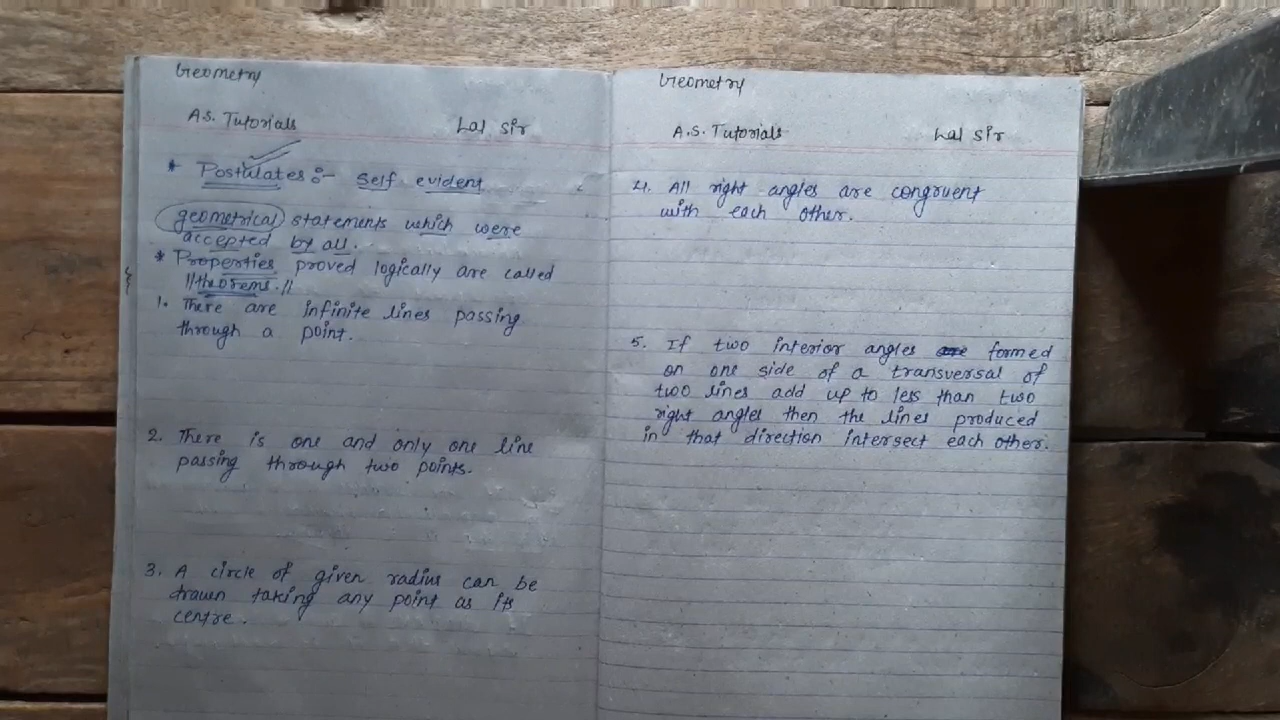 Geometry
A.S. Tutorials Lal Sir
* Postulates :- Self evident
geometrical statements which were
accepted by all.
* Properties proved logically are called
//theorems.//
1. There are infinite lines passing
through a point.
2. There is one and only one line
passing through two points.
3. A circle of given radius can be
drawn taking any point as its
centre.
Geometry
A.S. Tutorials Lal Sir
4. All right angles are congruent
with each other.
5. If two interior angles are formed
on one side of a transversal of
two lines add up to less than two
right angles then the lines produced
in that direction intersect each other.